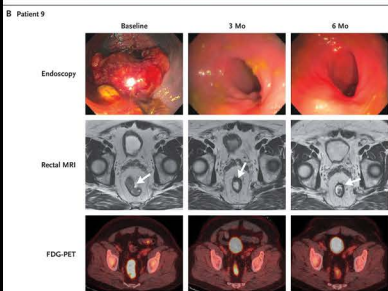 B Patient 9
Baseline 3 Mo 6 Mo
Endoscopy
Rectal MRI
FDG-PET